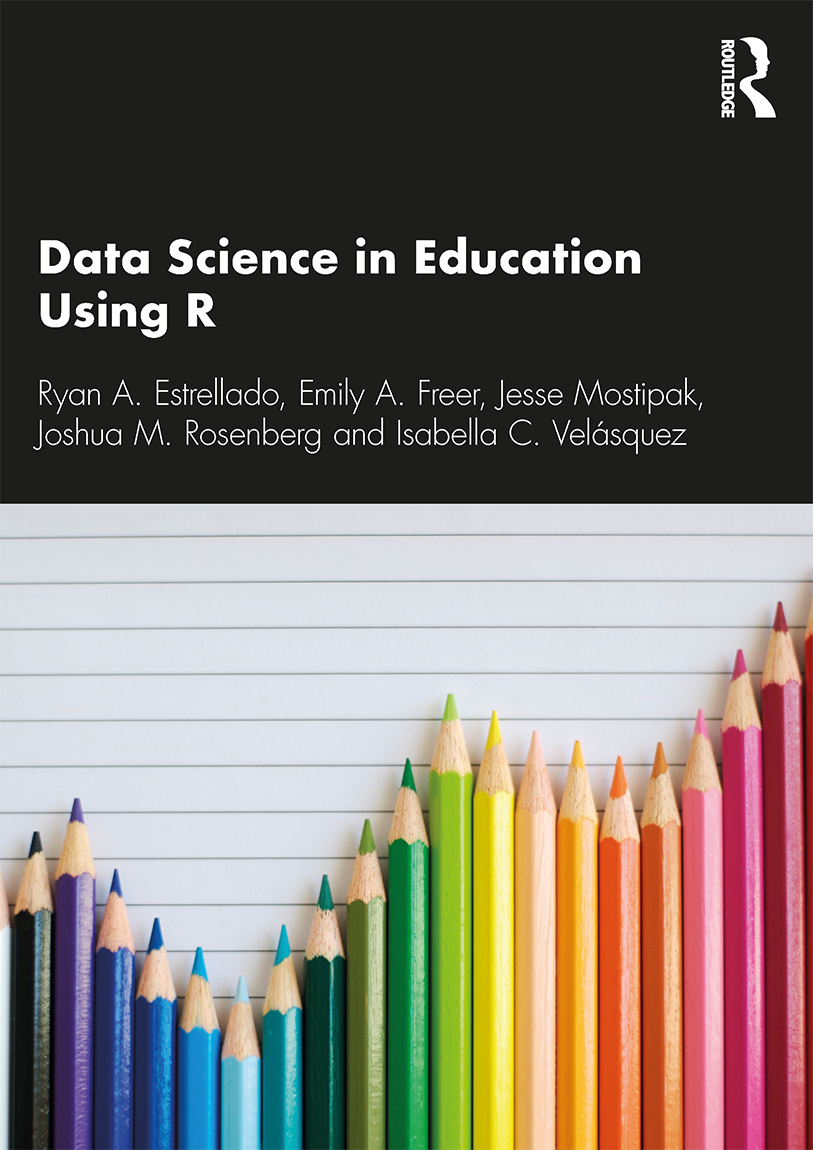 ROUTLEDGE
Data Science in Education
Using R
Ryan A. Estrellado, Emily A. Freer, Jesse Mostipak,
Joshua M. Rosenberg and Isabella C. Velásquez